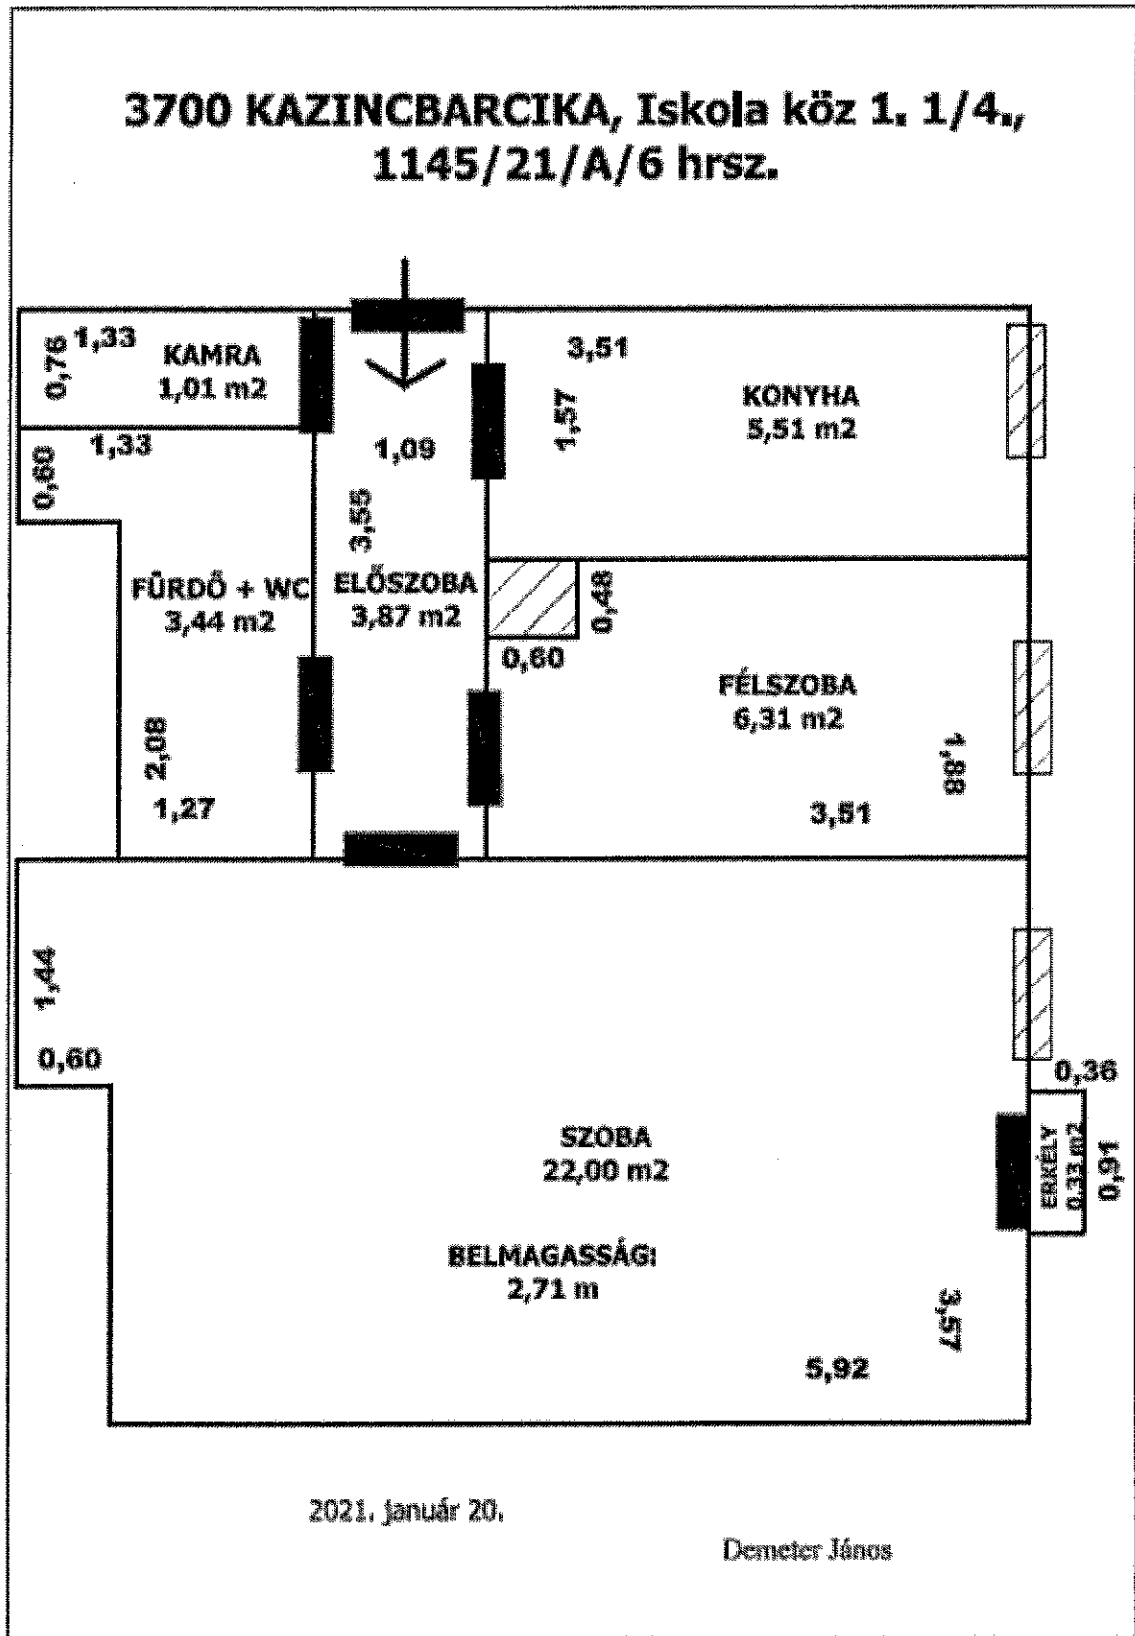 3700 KAZINCBARCIKA, Iskola köz 1. 1/4.,
1145/21/A/6 hrsz.
0,76
1,33
KAMRA
1,01 m2
1,33
0,60
1,09
3,55
3,51
1,57
KONYHA
5,51 m2
FÜRDŐ + WC
3,44 m2
ELŐSZOBA
3,87 m2
0,48
0,60
FÉLSZOBA
6,31 m2
2,08
1,27
1,88
3,51
1,44
0,60
0,36
SZOBA
22,00 m2
ERKÉLY
0,33 m2
0,91
BELMAGASSÁG:
2,71 m
3,57
5,92
2021. január 20.
Demeter János